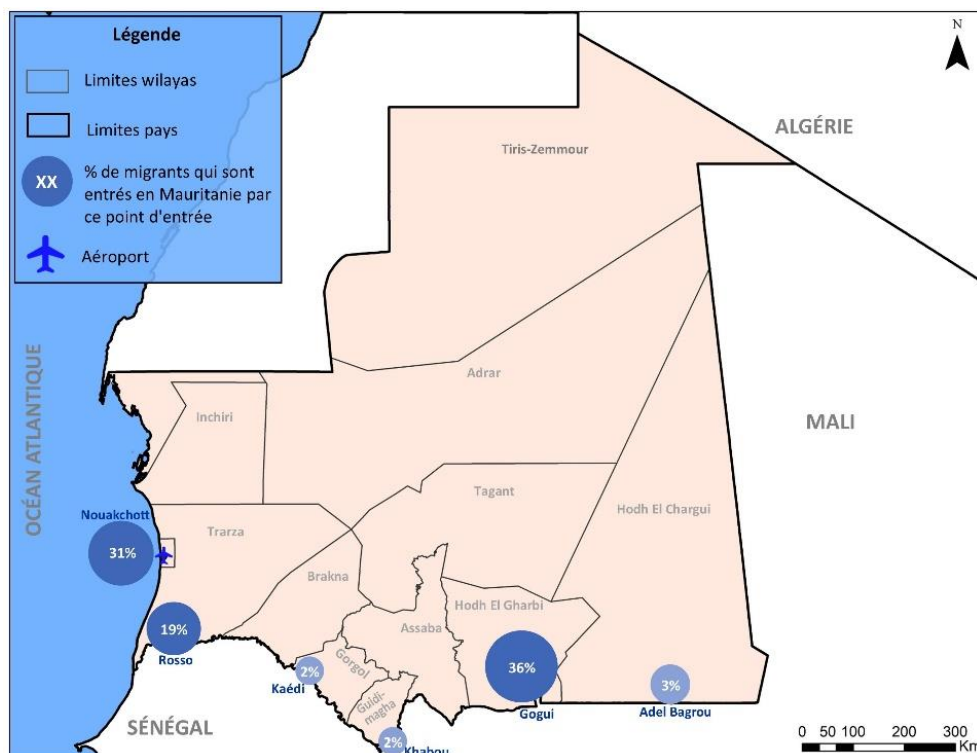 Légende
Limites wilayas
Limites pays
XX
% de migrants qui sont
entrés en Mauritanie par
ce point d'entrée
Aéroport
N
ALGÉRIE
Tiris-Zemmour
OCÉAN ATLANTIQUE
Adrar
Inchiri
MALI
Nouakchott
31%
Trarza
Tagant
Hodh El Chargui
Brakna
Hodh El Gharbi
Assaba
19%
Rosso
Gorgol
Kaédi
2%
Guidi-
magha
36%
Gogui
3%
Adel Bagrou
SÉNÉGAL
2%
Khabou
0 50 100 200 300
Km